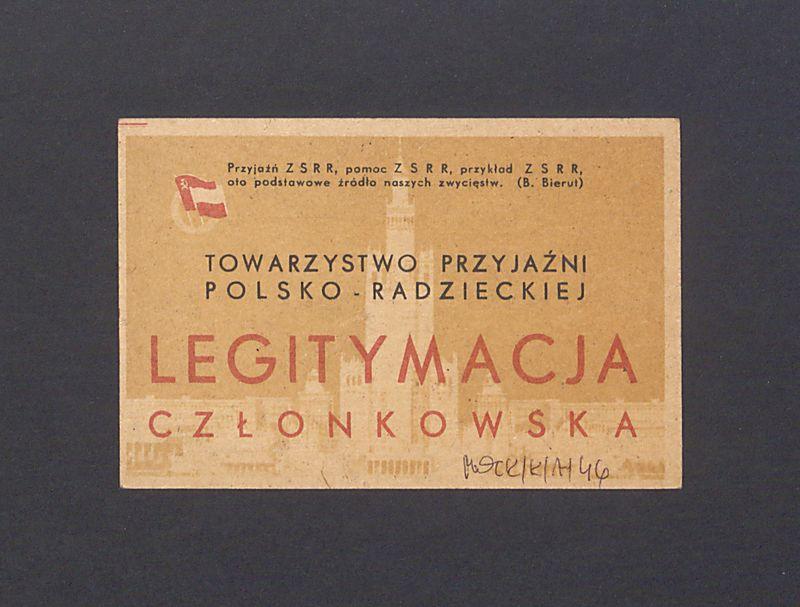 Przyjaźń Z S R R, pomoc Z S R R, przykład Z S R R,
oto podstawowe źródło naszych zwycięstw. (B. Bierut)
TOWARZYSTWO PRZYJAŹNI
POLSKO-RADZIECKIEJ
LEGITYMACJA
CZŁONKOWSKA